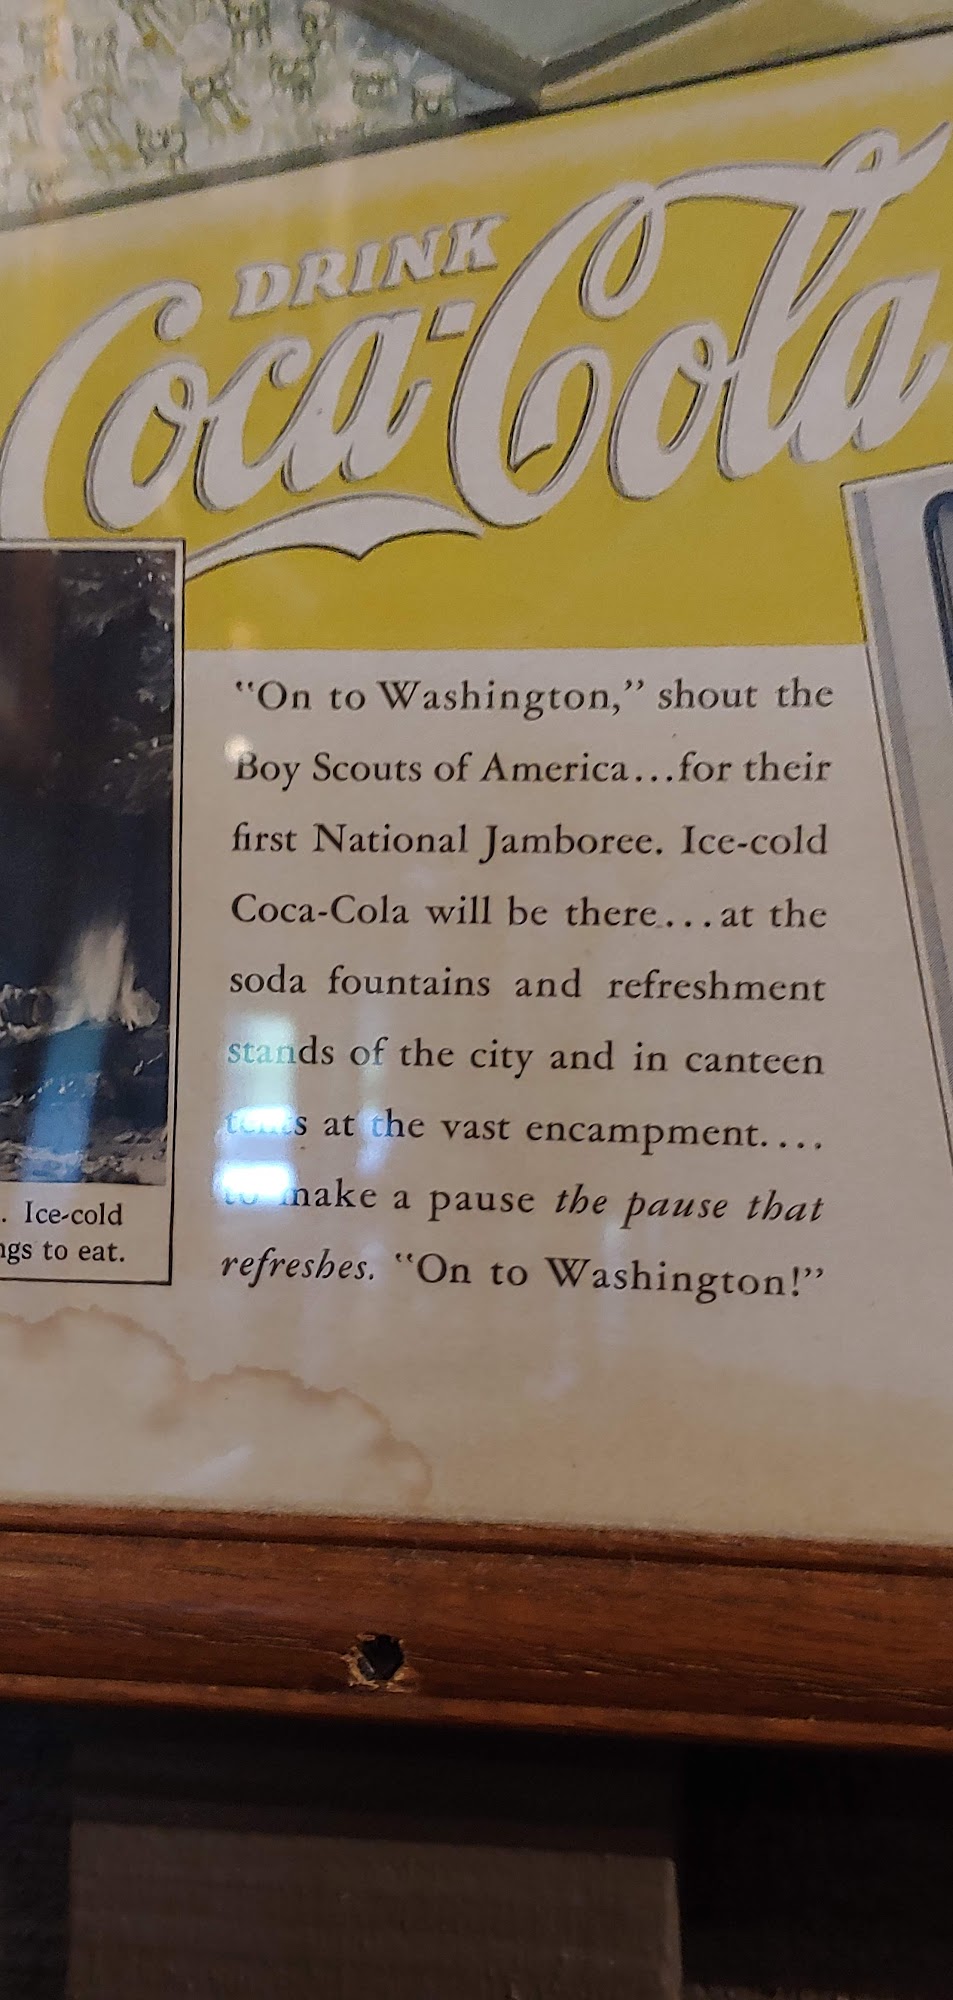 DRINK
Coca-Cola
"On to Washington," shout the
Boy Scouts of America...for their
first National Jamboree. Ice-cold
Coca-Cola will be there...at the
soda fountains and refreshment
stands of the city and in canteen
tents at the vast encampment....
to make a pause the pause that
refreshes. "On to Washington!"
. Ice-cold
ngs to eat.